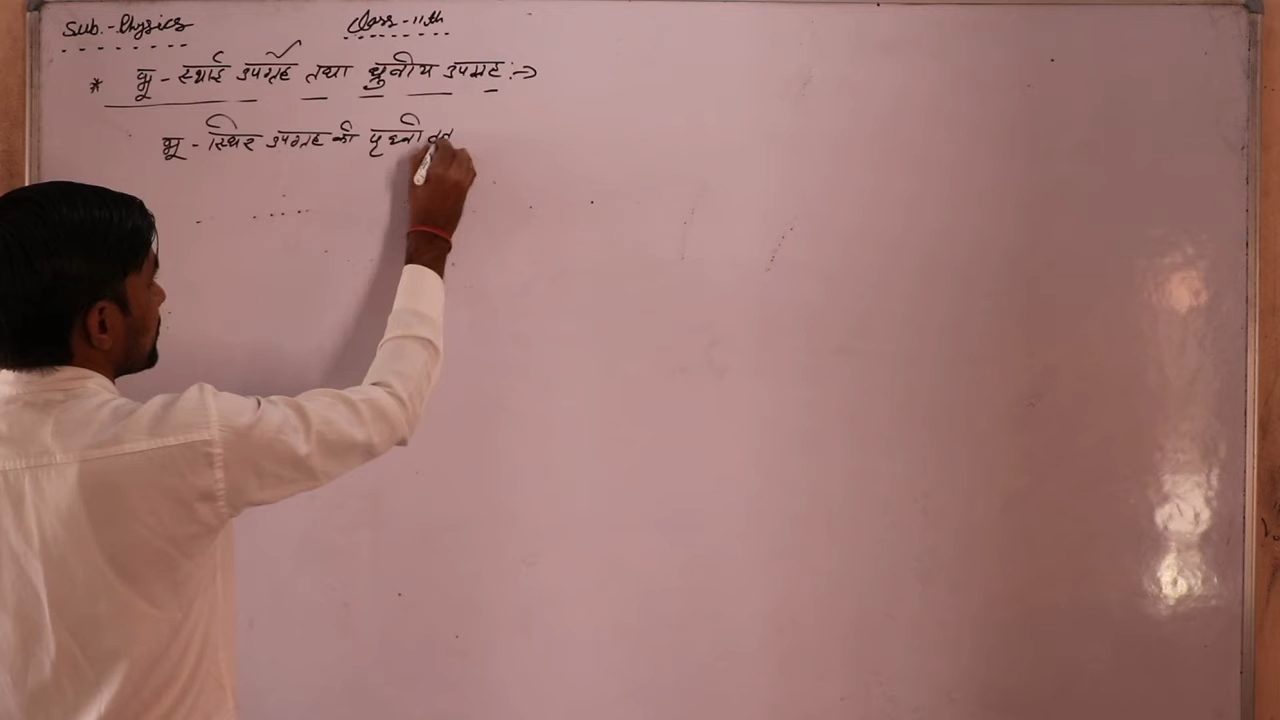 Sub. - Physics
Class - 11th
* भू - स्थाई उपग्रह तथा ध्रुवीय उपग्रह :->
भू - स्थिर उपग्रह की पृथ्वी